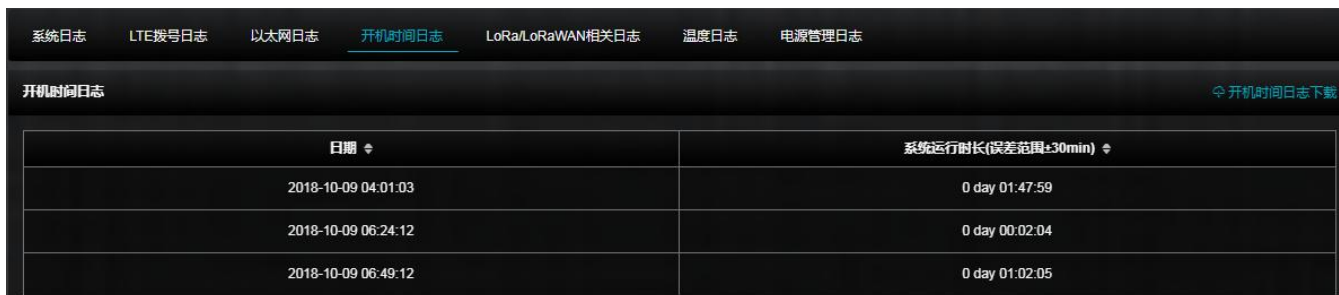 系统日志 LTE拨号日志 以太网日志 开机时间日志 LoRa/LoRaWAN相关日志 温度日志 电源管理日志
开机时间日志 开机时间日志下载
日期 系统运行时长(误差范围±30min)
2018-10-09 04:01:03 0 day 01:47:59
2018-10-09 06:24:12 0 day 00:02:04
2018-10-09 06:49:12 0 day 01:02:05